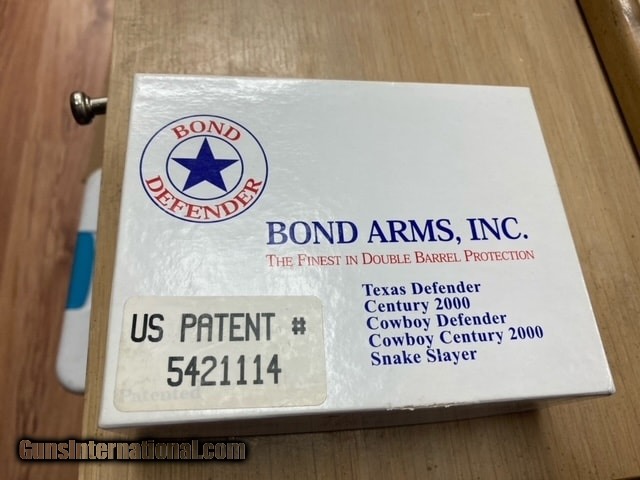 BOND
DEFENDER
BOND ARMS, INC.
THE FINEST IN DOUBLE BARREL PROTECTION
Texas Defender
Century 2000
Cowboy Defender
Cowboy Century 2000
Snake Slayer
US PATENT #
5421114
Patented
GunsInternational.com